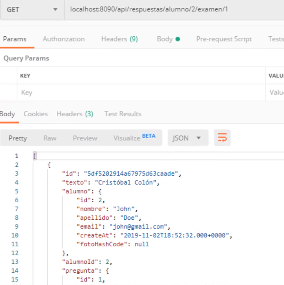 GET localhost:8090/api/respuestas/alumno/2/examen/1
Params Authorization Headers (9) Body Pre-request Script Tests
Query Params
KEY VALU
Key Value
Body Cookies Headers (3) Test Results
Pretty Raw Preview Visualize BETA JSON
1 [
2 {
3 "id": "5df5202914a67975d63caade",
4 "texto": "Cristóbal Colón",
5 "alumno": {
6 "id": 2,
7 "nombre": "John",
8 "apellido": "Doe",
9 "email": "john@gmail.com",
10 "createAt": "2019-11-02T18:52:32.000+0000",
11 "fotoHashCode": null
12 },
13 "alumnoId": 2,
14 "pregunta": {
15 "id": 1,